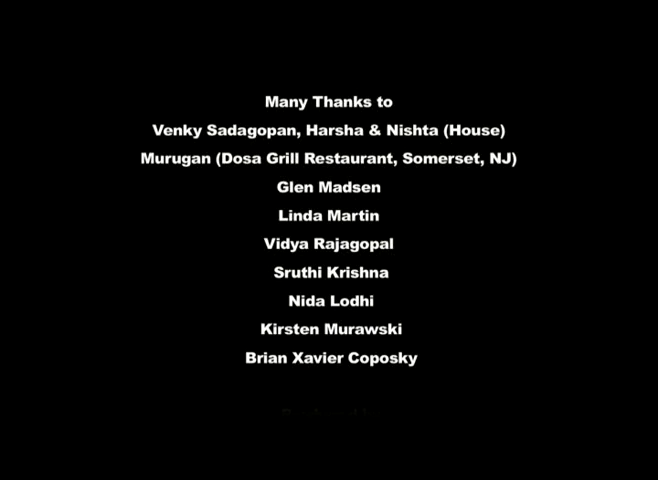 Many Thanks to
Venky Sadagopan, Harsha & Nishta (House)
Murugan (Dosa Grill Restaurant, Somerset, NJ)
Glen Madsen
Linda Martin
Vidya Rajagopal
Sruthi Krishna
Nida Lodhi
Kirsten Murawski
Brian Xavier Coposky